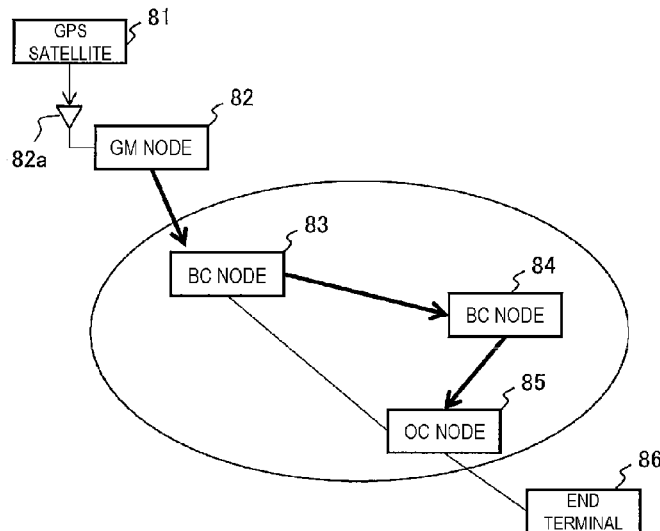 81
GPS
SATELLITE
82
82a
GM NODE
83
BC NODE
84
BC NODE
85
OC NODE
86
END
TERMINAL